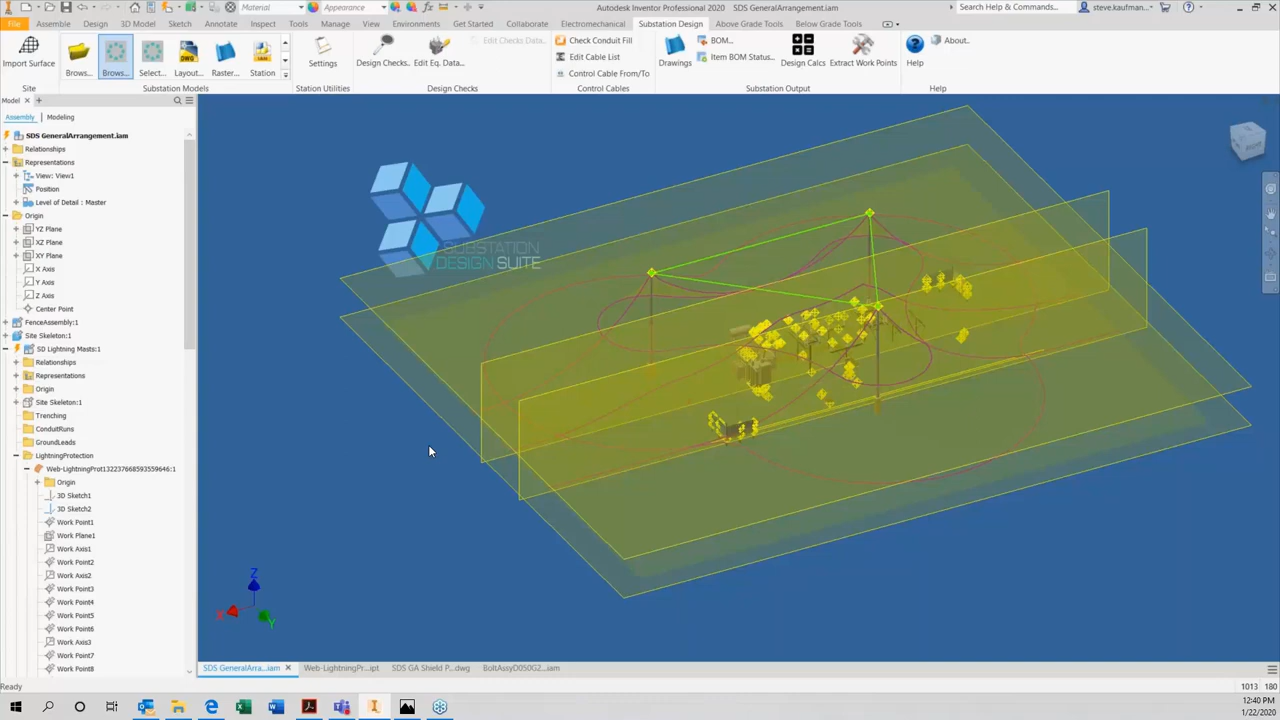 Material
Appearance
Autodesk Inventor Professional 2020   SDS GeneralArrangement.iam
Search Help & Commands...
steve.kaufman...
File
Assemble
Design
3D Model
Sketch
Annotate
Inspect
Tools
Manage
View
Environments
Get Started
Collaborate
Electromechanical
Substation Design
Above Grade Tools
Below Grade Tools
Import Surface
Brows...
Brows...
Select...
Layout...
Raster...
Station
Settings
Design Checks.
Edit Eq. Data...
Edit Checks Data...
Check Conduit Fill
Edit Cable List
Control Cable From/To
Drawings
BOM...
Item BOM Status...
Design Calcs
Extract Work Points
Help
About..
Site
Substation Models
Station Utilities
Design Checks
Control Cables
Substation Output
Help
Model
Assembly
Modeling
SDS GeneralArrangement.iam
Relationships
Representations
View: View1
Position
Level of Detail : Master
Origin
YZ Plane
XZ Plane
XY Plane
X Axis
Y Axis
Z Axis
Center Point
FenceAssembly:1
Site Skeleton:1
SD Lightning Masts:1
Relationships
Representations
Origin
Site Skeleton:1
Trenching
ConduitRuns
GroundLeads
LightningProtection
Web-LightningProt132237668593559646:1
Origin
3D Sketch1
3D Sketch2
Work Point1
Work Plane1
Work Axis1
Work Point2
Work Axis2
Work Point3
Work Point4
Work Point5
Work Point6
Work Axis3
Work Point7
Work Point8
SUBSTATION
DESIGN SUITE
FRONT
Z
X
Y
SDS GeneralArra...iam
Web-LightningPr...ipt
SDS GA Shield P...dwg
BoltAssyD050G2...iam
Ready
1013
180
12:40 PM
1/22/2020